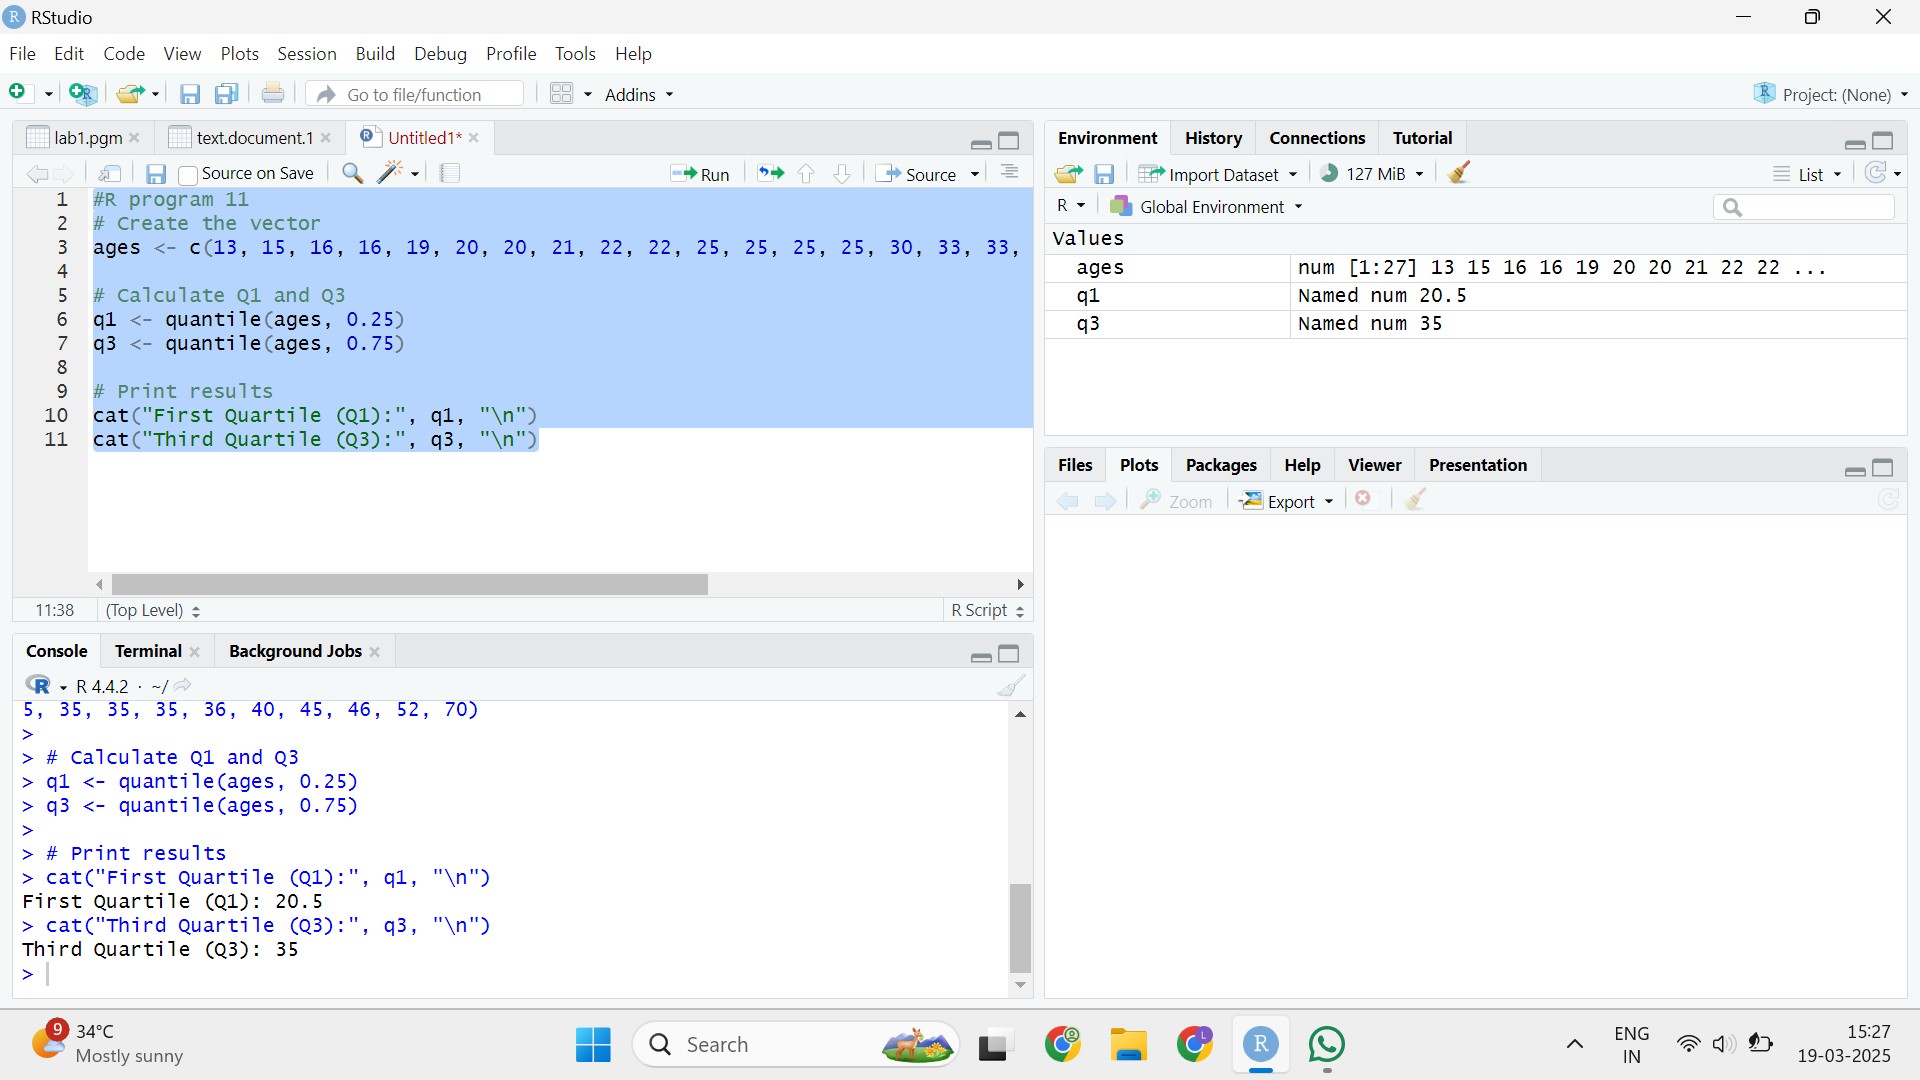 RStudio
File Edit Code View Plots Session Build Debug Profile Tools Help
Go to file/function Addins Project: (None)
lab1.pgm text.document.1 Untitled1*
Source on Save Run Source
1 #R program 11
2 # Create the vector
3 ages <- c(13, 15, 16, 16, 19, 20, 20, 21, 22, 22, 25, 25, 25, 25, 30, 33, 33,
4
5 # Calculate Q1 and Q3
6 q1 <- quantile(ages, 0.25)
7 q3 <- quantile(ages, 0.75)
8
9 # Print results
10 cat("First Quartile (Q1):", q1, "\n")
11 cat("Third Quartile (Q3):", q3, "\n")
11:38 (Top Level) R Script
Console Terminal Background Jobs
R 4.4.2 · ~/
5, 35, 35, 35, 36, 40, 45, 46, 52, 70)
>
> # Calculate Q1 and Q3
> q1 <- quantile(ages, 0.25)
> q3 <- quantile(ages, 0.75)
>
> # Print results
> cat("First Quartile (Q1):", q1, "\n")
First Quartile (Q1): 20.5
> cat("Third Quartile (Q3):", q3, "\n")
Third Quartile (Q3): 35
>
Environment History Connections Tutorial
Import Dataset 127 MiB List
R Global Environment
Values
ages num [1:27] 13 15 16 16 19 20 20 21 22 22 ...
q1 Named num 20.5
q3 Named num 35
Files Plots Packages Help Viewer Presentation
Zoom Export
9 34°C
Mostly sunny
Search
L
R
ENG
IN
15:27
19-03-2025